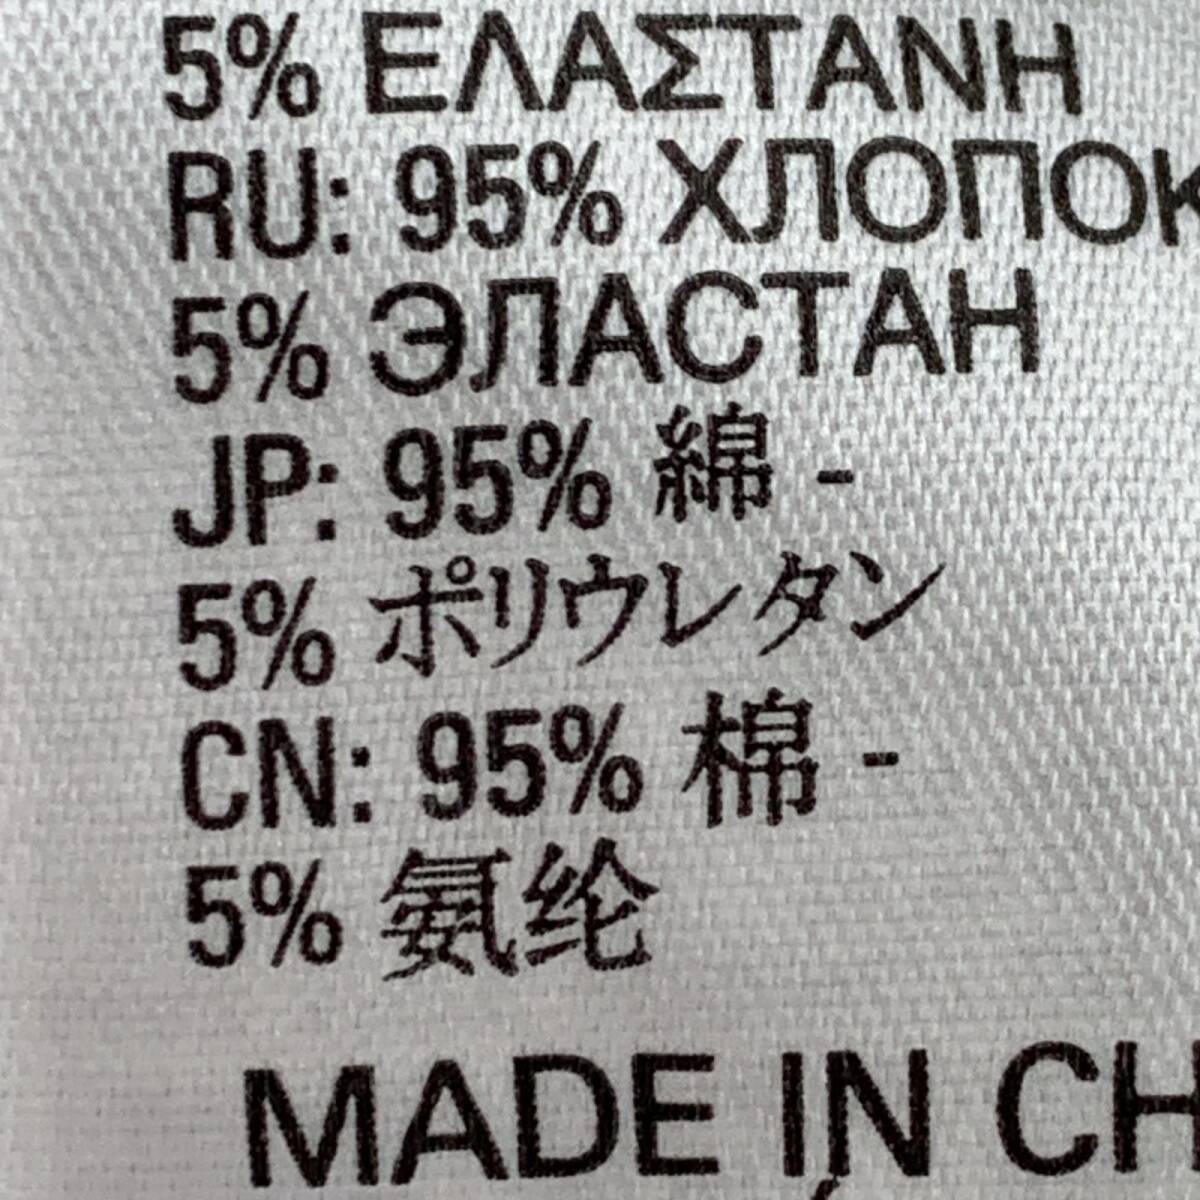 5% ΕΛΑΣΤΑΝΗ
RU: 95% ХЛОПОК
5% ЭЛАСТАН
JP: 95% 綿 -
5% ポリウレタン
CN: 95% 棉 -
5% 氨纶
MADE IN CH